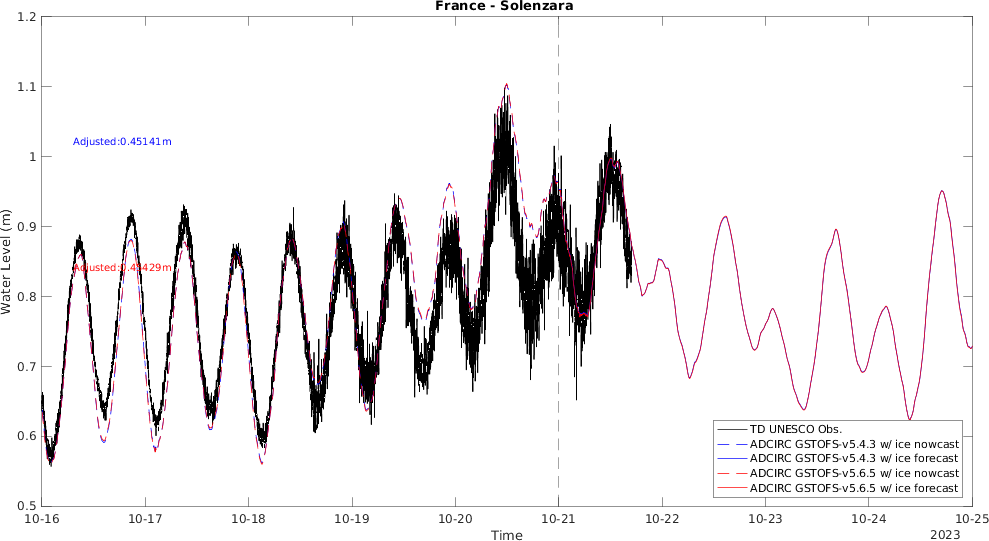 France - Solenzara
1.2
1.1
1
0.9
0.8
0.7
0.6
0.5
Water Level (m)
Adjusted:0.45141m
Adjusted:0.45429m
TD UNESCO Obs.
ADCIRC GSTOFS-v5.4.3 w/ ice nowcast
ADCIRC GSTOFS-v5.4.3 w/ ice forecast
ADCIRC GSTOFS-v5.6.5 w/ ice nowcast
ADCIRC GSTOFS-v5.6.5 w/ ice forecast
10-16 10-17 10-18 10-19 10-20 10-21 10-22 10-23 10-24 10-25
Time
2023